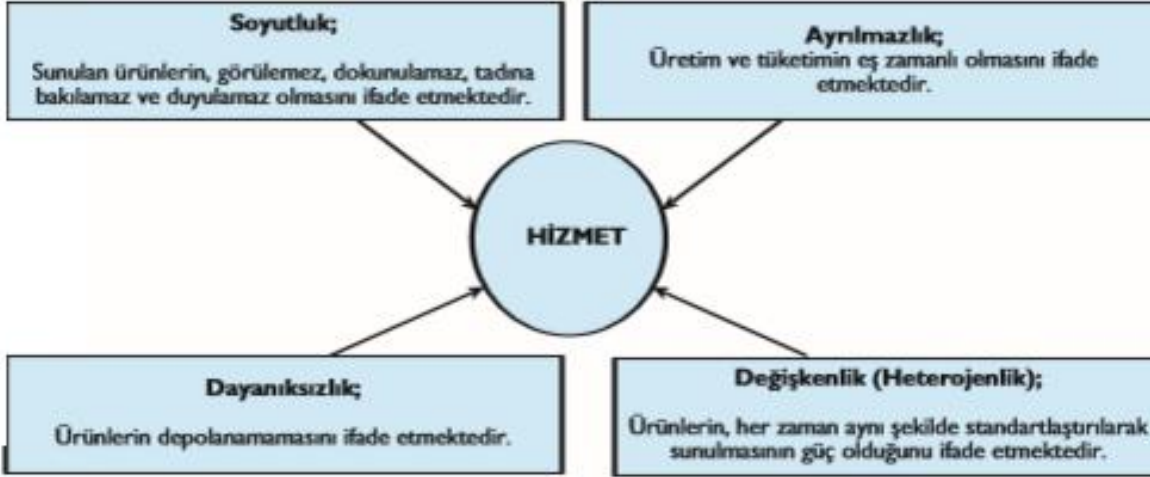 Soyutluk;
Sunulan ürünlerin, görülemez, dokunulamaz, tadına
bakılamaz ve duyulamaz olmasını ifade etmektedir.
Ayrılmazlık;
Üretim ve tüketimin eş zamanlı olmasını ifade
etmektedir.
HİZMET
Dayanıksızlık;
Ürünlerin depolanamamasını ifade etmektedir.
Değişkenlik (Heterojenlik);
Ürünlerin, her zaman aynı şekilde standartlaştırılarak
sunulmasının güç olduğunu ifade etmektedir.